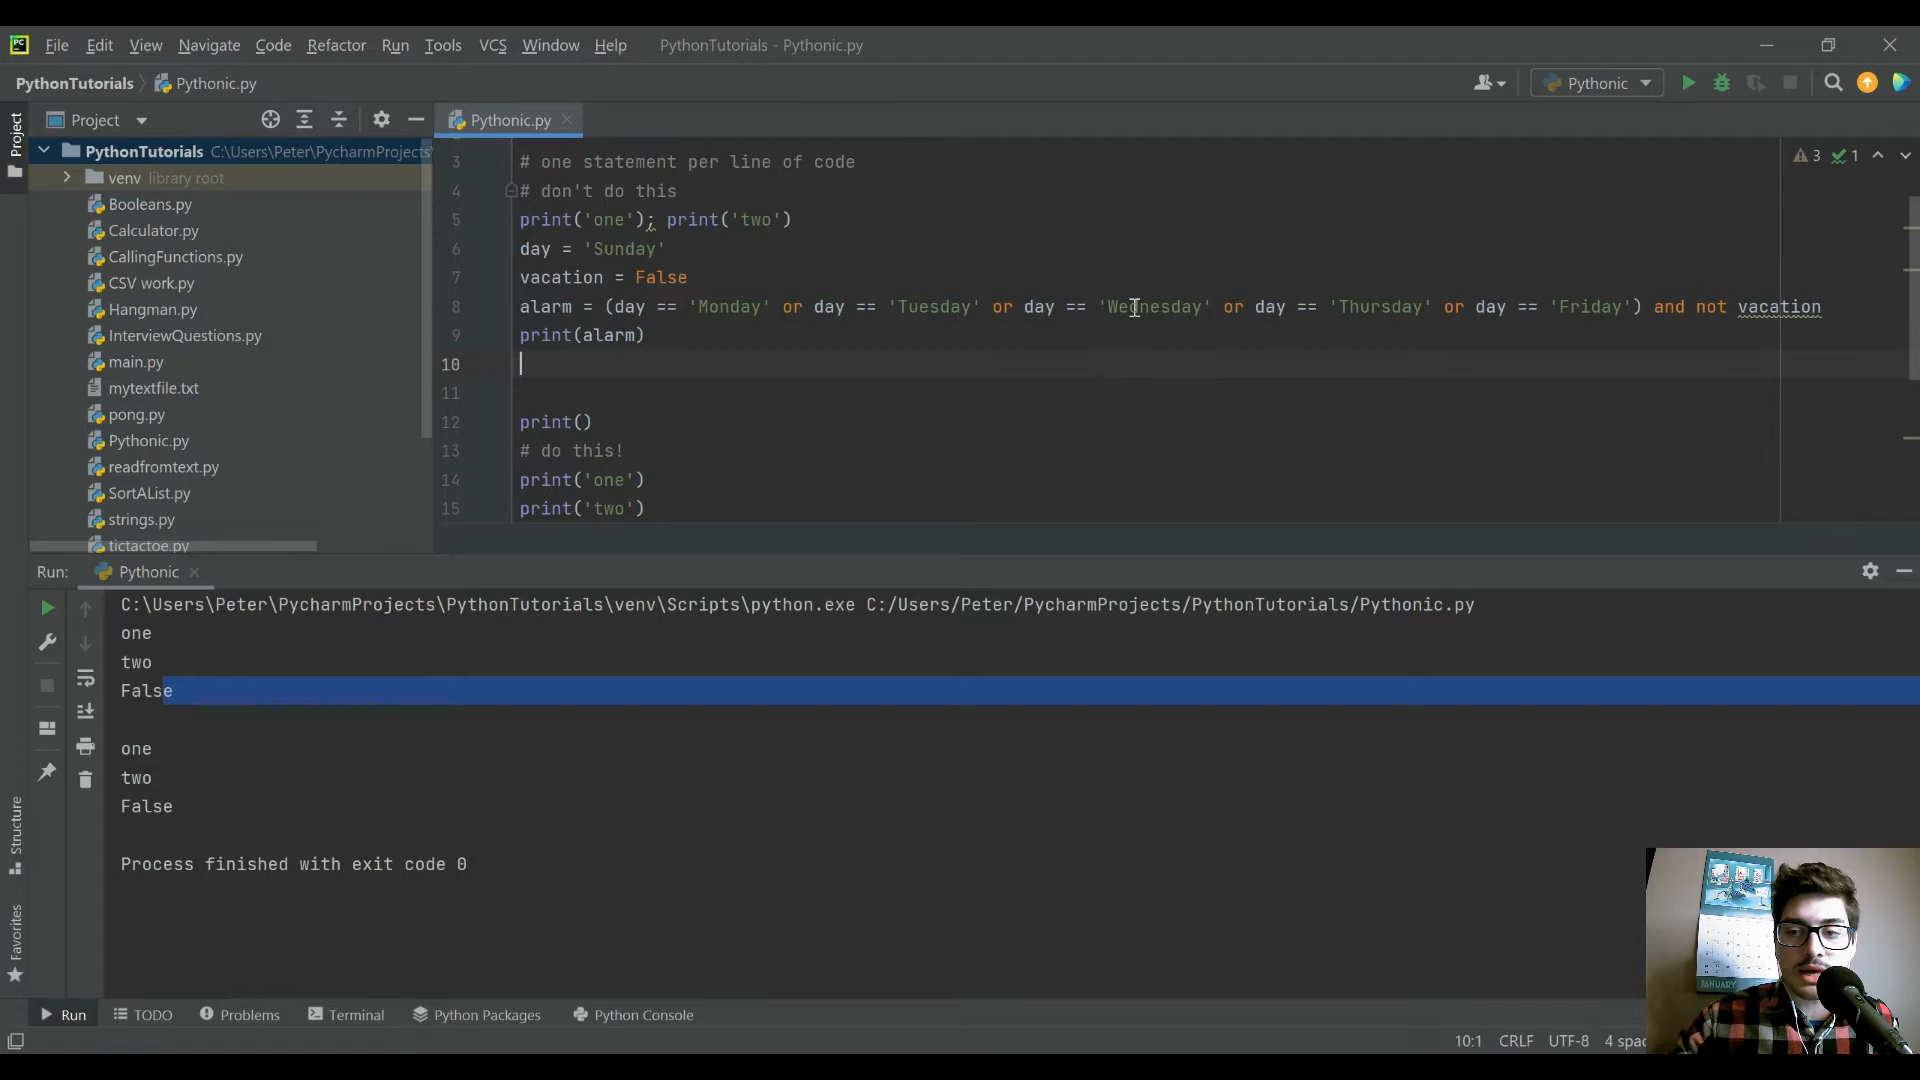 File Edit View Navigate Code Refactor Run Tools VCS Window Help PythonTutorials - Pythonic.py
PythonTutorials Pythonic.py
Pythonic
Project
Pythonic.py
Project
PythonTutorials C:\Users\Peter\PycharmProjects\
venv library root
Booleans.py
Calculator.py
CallingFunctions.py
CSV work.py
Hangman.py
InterviewQuestions.py
main.py
mytextfile.txt
pong.py
Pythonic.py
readfromtext.py
SortAList.py
strings.py
tictactoe.py
3 # one statement per line of code
4 # don't do this
5 print('one'); print('two')
6 day = 'Sunday'
7 vacation = False
8 alarm = (day == 'Monday' or day == 'Tuesday' or day == 'Wednesday' or day == 'Thursday' or day == 'Friday') and not vacation
9 print(alarm)
10
11
12 print()
13 # do this!
14 print('one')
15 print('two')
3 1
Run: Pythonic
C:\Users\Peter\PycharmProjects\PythonTutorials\venv\Scripts\python.exe C:/Users/Peter/PycharmProjects/PythonTutorials/Pythonic.py
one
two
False
one
two
False
Process finished with exit code 0
Structure
Favorites
JANUARY
Run TODO Problems Terminal Python Packages Python Console
10:1 CRLF UTF-8 4